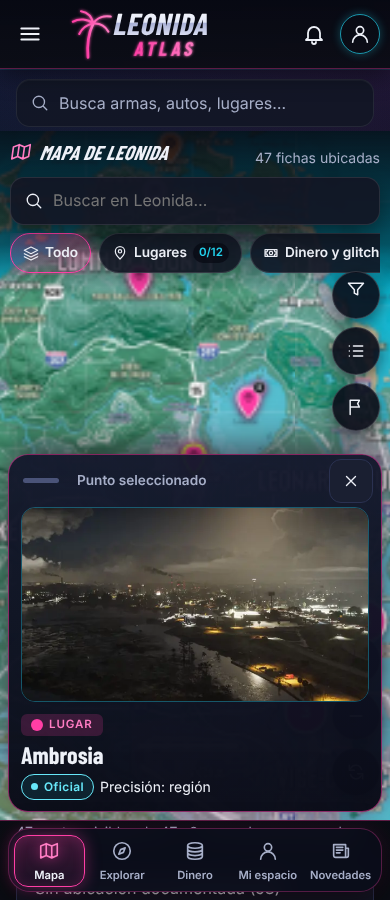 LEONIDA
ATLAS
Busca armas, autos, lugares...
MAPA DE LEONIDA
47 fichas ubicadas
Buscar en Leonida...
Todo
Lugares 0/12
Dinero y glitch
Punto seleccionado
LUGAR
Ambrosia
Oficial
Precisión: región
Mapa
Explorar
Dinero
Mi espacio
Novedades